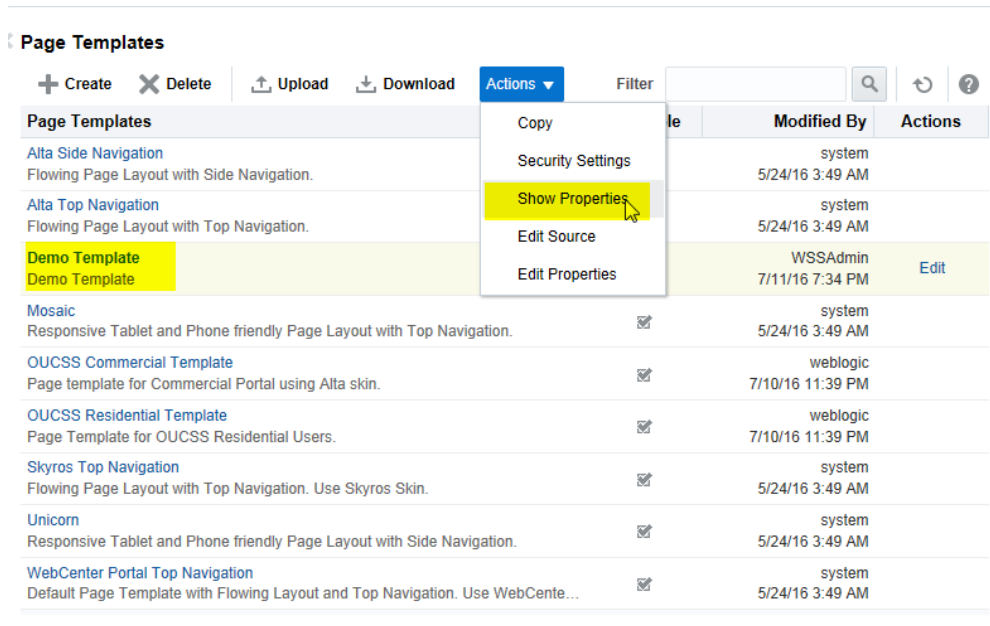 Page Templates
Create Delete Upload Download Actions Filter
Page Templates le Modified By Actions
Copy
Security Settings
Show Properties
Edit Source
Edit Properties
Alta Side Navigation system
Flowing Page Layout with Side Navigation. 5/24/16 3:49 AM
Alta Top Navigation system
Flowing Page Layout with Top Navigation. 5/24/16 3:49 AM
Demo Template WSSAdmin
Demo Template 7/11/16 7:34 PM Edit
Mosaic system
Responsive Tablet and Phone friendly Page Layout with Top Navigation. 5/24/16 3:49 AM
OUCSS Commercial Template weblogic
Page template for Commercial Portal using Alta skin. 7/10/16 11:39 PM
OUCSS Residential Template weblogic
Page Template for OUCSS Residential Users. 7/10/16 11:39 PM
Skyros Top Navigation system
Flowing Page Layout with Top Navigation. Use Skyros Skin. 5/24/16 3:49 AM
Unicorn system
Responsive Tablet and Phone friendly Page Layout with Side Navigation. 5/24/16 3:49 AM
WebCenter Portal Top Navigation system
Default Page Template with Flowing Layout and Top Navigation. Use WebCente... 5/24/16 3:49 AM